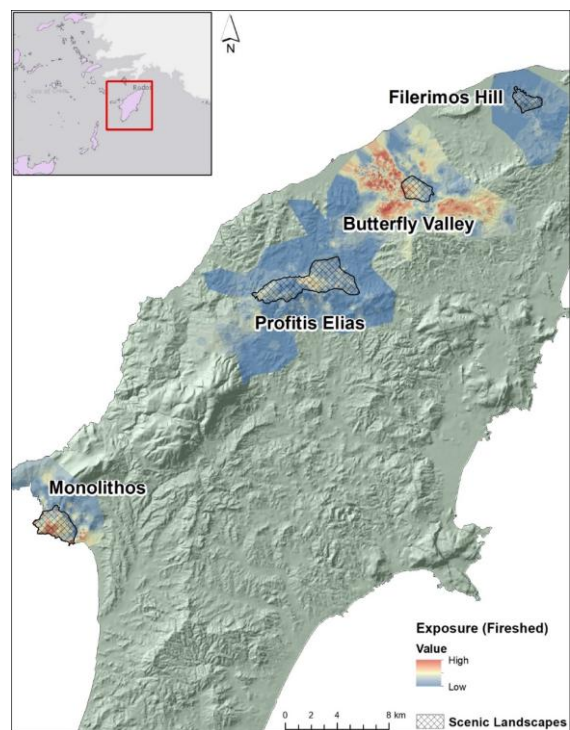 N
Filerimos Hill
Butterfly Valley
Profitis Elias
Monolithos
Exposure (Fireshed)
Value
High
Low
0 2 4 8 km
Scenic Landscapes